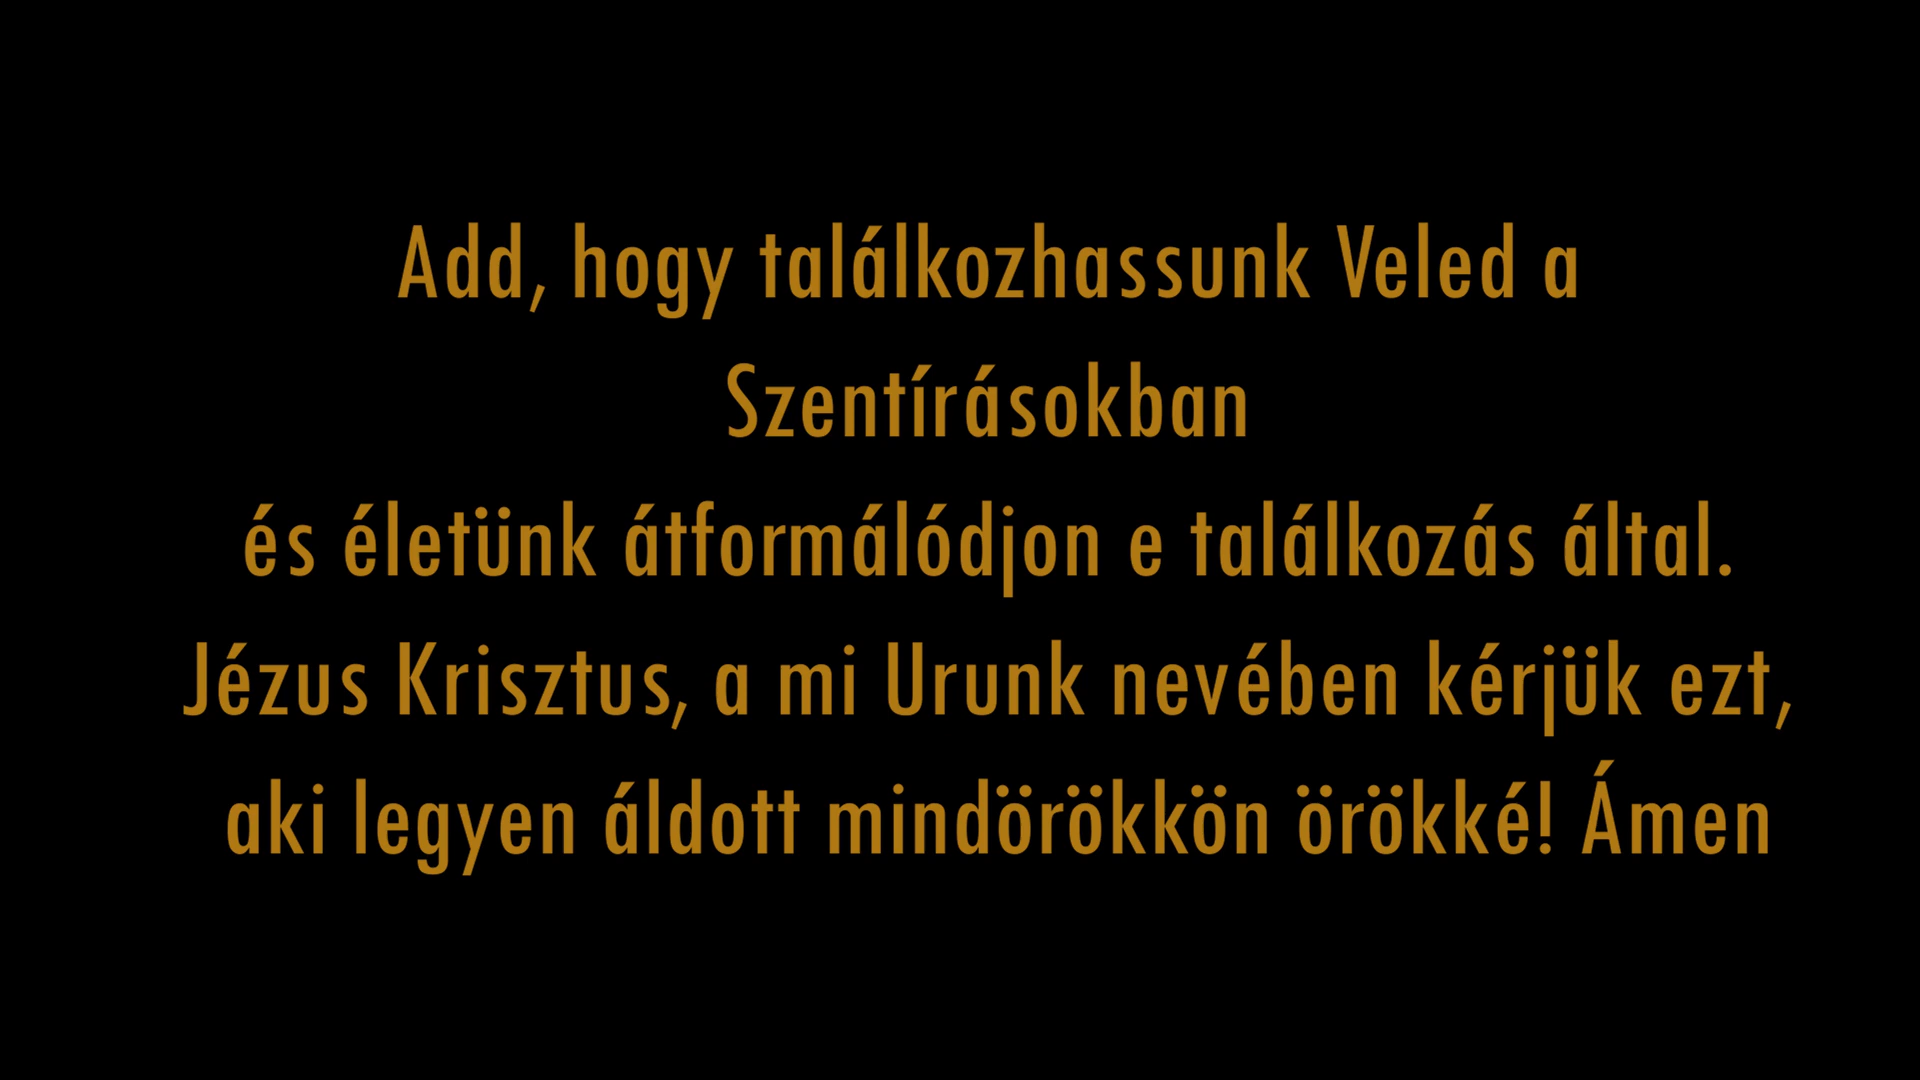 Add, hogy találkozhassunk Veled a
Szentírásokban
és életünk átformálódjon e találkozás által.
Jézus Krisztus, a mi Urunk nevében kérjük ezt,
aki legyen áldott mindörökkön örökké! Ámen